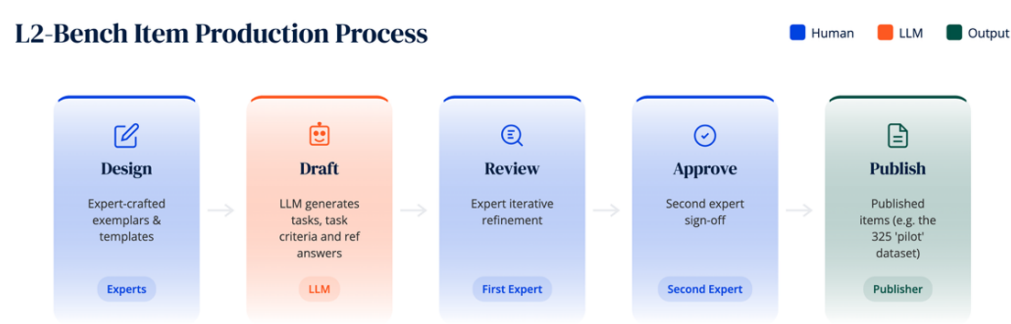 L2-Bench Item Production Process
Human
LLM
Output
Design
Expert-crafted
exemplars &
templates
Experts
Draft
LLM generates
tasks, task
criteria and ref
answers
LLM
Review
Expert iterative
refinement
First Expert
Approve
Second expert
sign-off
Second Expert
Publish
Published
items (e.g. the
325 'pilot'
dataset)
Publisher